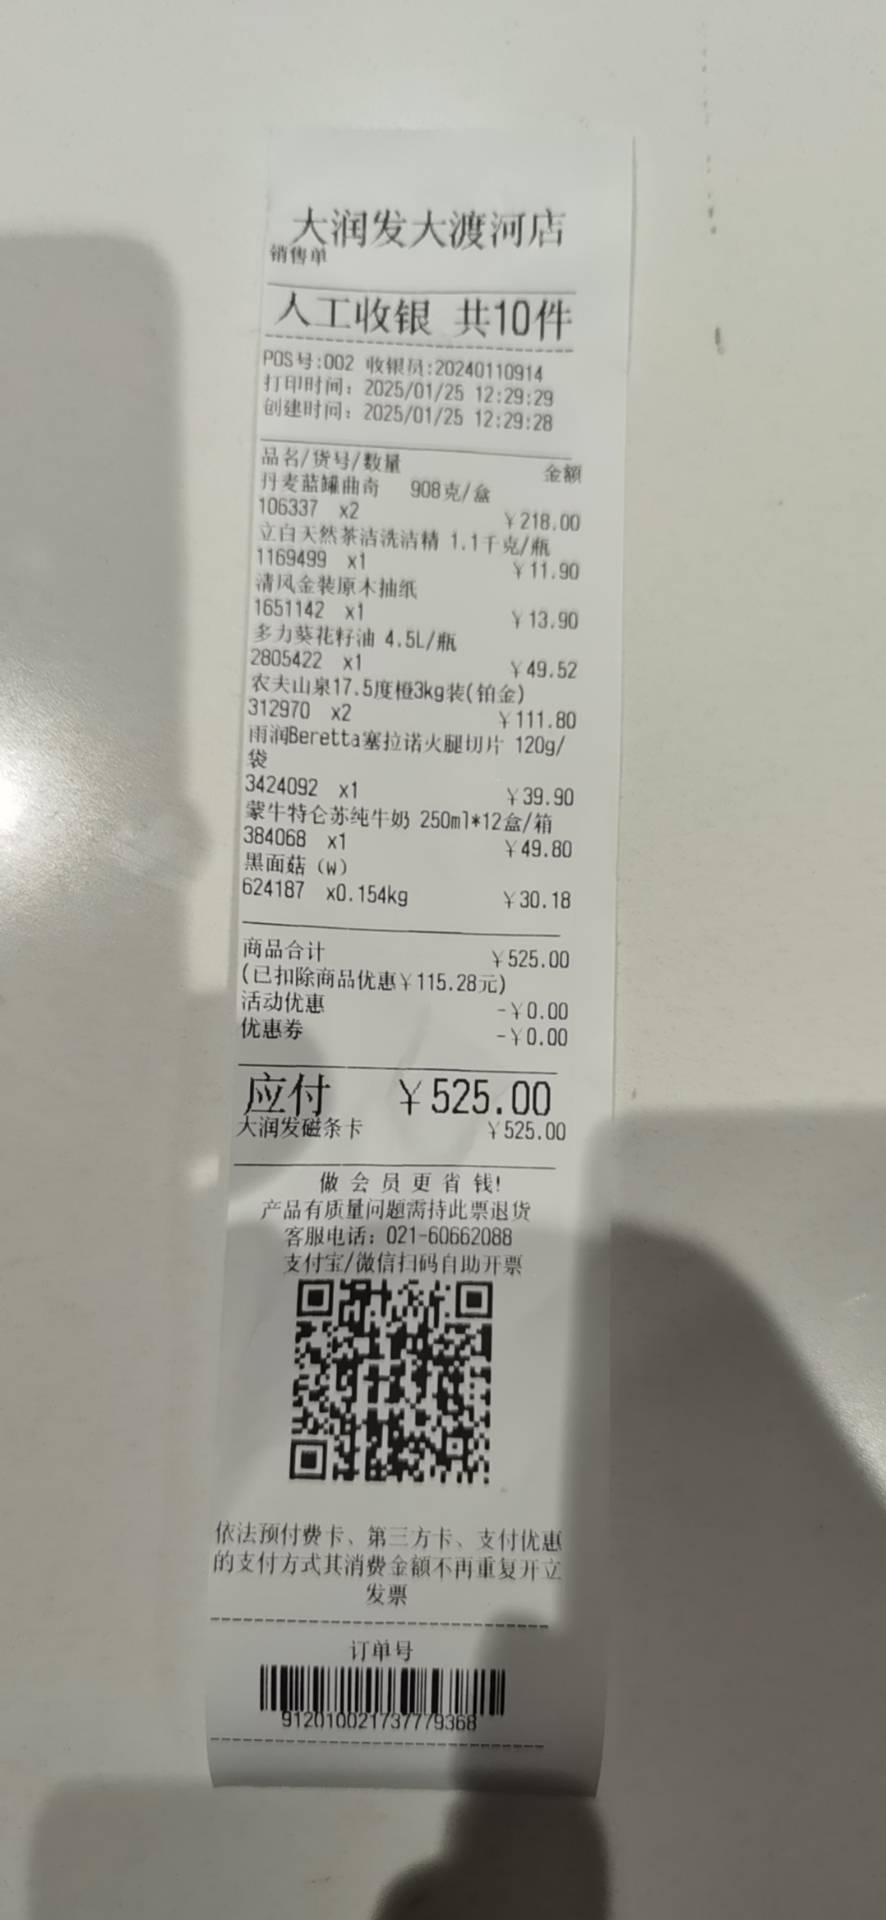 大润发大渡河店
销售单
人工收银 共10件
POS号:002 收银员:20240110914
打印时间: 2025/01/25 12:29:29
创建时间: 2025/01/25 12:29:28
品名/货号/数量 金额
丹麦蓝罐曲奇 908克/盒
106337 x2 ￥218.00
立白天然茶洁洗洁精 1.1千克/瓶
1169499 x1 ￥11.90
清风金装原木抽纸
1651142 x1 ￥13.90
多力葵花籽油 4.5L/瓶
2805422 x1 ￥49.52
农夫山泉17.5度橙3kg装(铂金)
312970 x2 ￥111.80
雨润Beretta塞拉诺火腿切片 120g/
袋
3424092 x1 ￥39.90
蒙牛特仑苏纯牛奶 250ml*12盒/箱
384068 x1 ￥49.80
黑面菇（W）
624187 x0.154kg ￥30.18
商品合计 ￥525.00
(已扣除商品优惠￥115.28元)
活动优惠 -￥0.00
优惠券 -￥0.00
应付 ￥525.00
大润发磁条卡 ￥525.00
做会员更省钱!
产品有质量问题需持此票退货
客服电话: 021-60662088
支付宝/微信扫码自助开票
依法预付费卡、第三方卡、支付优惠
的支付方式其消费金额不再重复开立
发票
订单号
912010021737779368